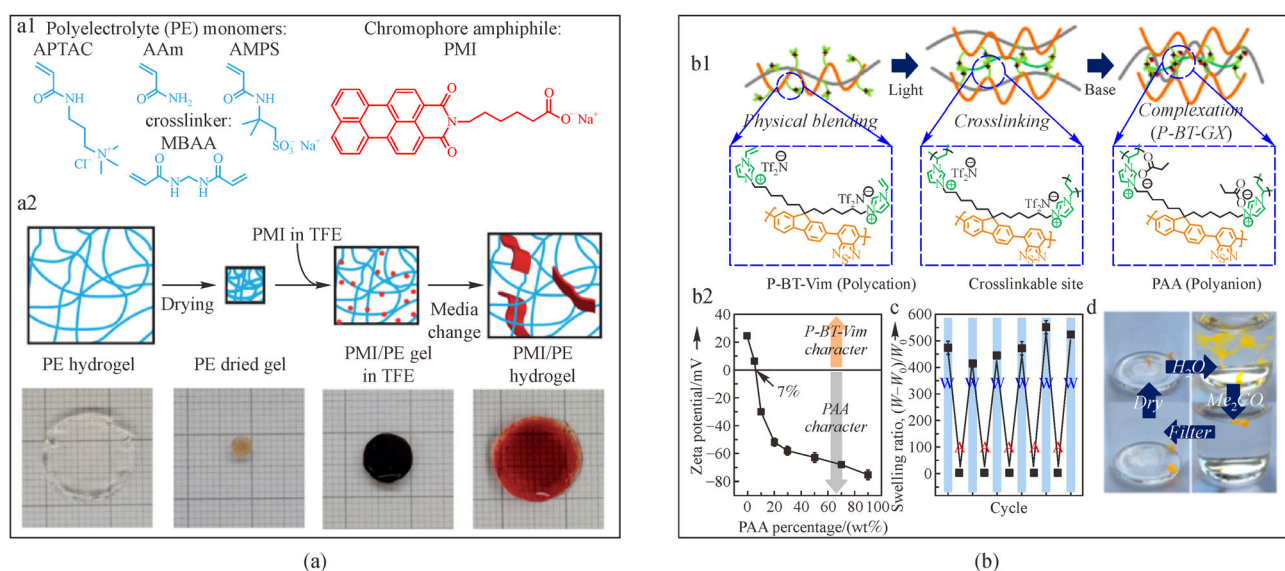 a1
Polyelectrolyte (PE) monomers:
APTAC AAm AMPS
Chromophore amphiphile:
PMI
O NH
O NH2
O NH
SO3− Na+
N+
Cl−
crosslinker:
MBAA
O N H N H O
O N O
O
O− Na+
a2
Drying
PMI in TFE
Media
change
PE hydrogel
PE dried gel
PMI/PE gel
in TFE
PMI/PE
hydrogel
(a)
b1
Light
Base
Physical blending
Crosslinking
Complexation
(P-BT-GX)
Tf2N
Tf2N
Tf2N
Tf2N
P-BT-Vim (Polycation)
Crosslinkable site
PAA (Polyanion)
b2
Zeta potential/mV
40
20
0
−20
−40
−60
−80
P-BT-Vim
character
7%
PAA
character
0 20 40 60 80 100
PAA percentage/(wt%)
c
Swelling ratio, (W−W0)/W0
600
500
400
300
200
100
0
W W W W W W
A A A A A
Cycle
d
H2O
Dry
Me2CO
Filter
(b)